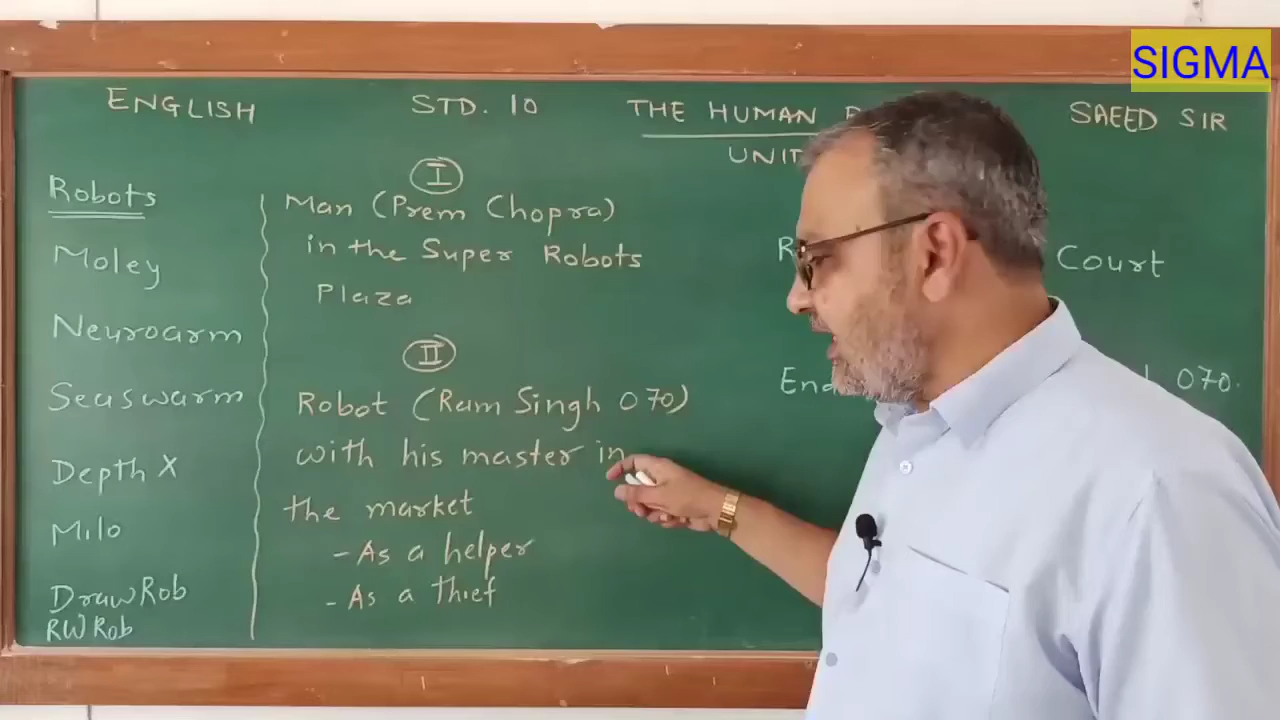 SIGMA
ENGLISH
STD. 10
THE HUMAN
SAEED SIR
UNIT
Robots
Moley
Neuroarm
Seaswarm
Depth X
Milo
DrawRob
RW Rob
I
Man (Prem Chopra)
in the Super Robots
Plaza
II
Robot (Ram Singh 070)
with his master in
the market
- As a helper
- As a Thief
Court
070.